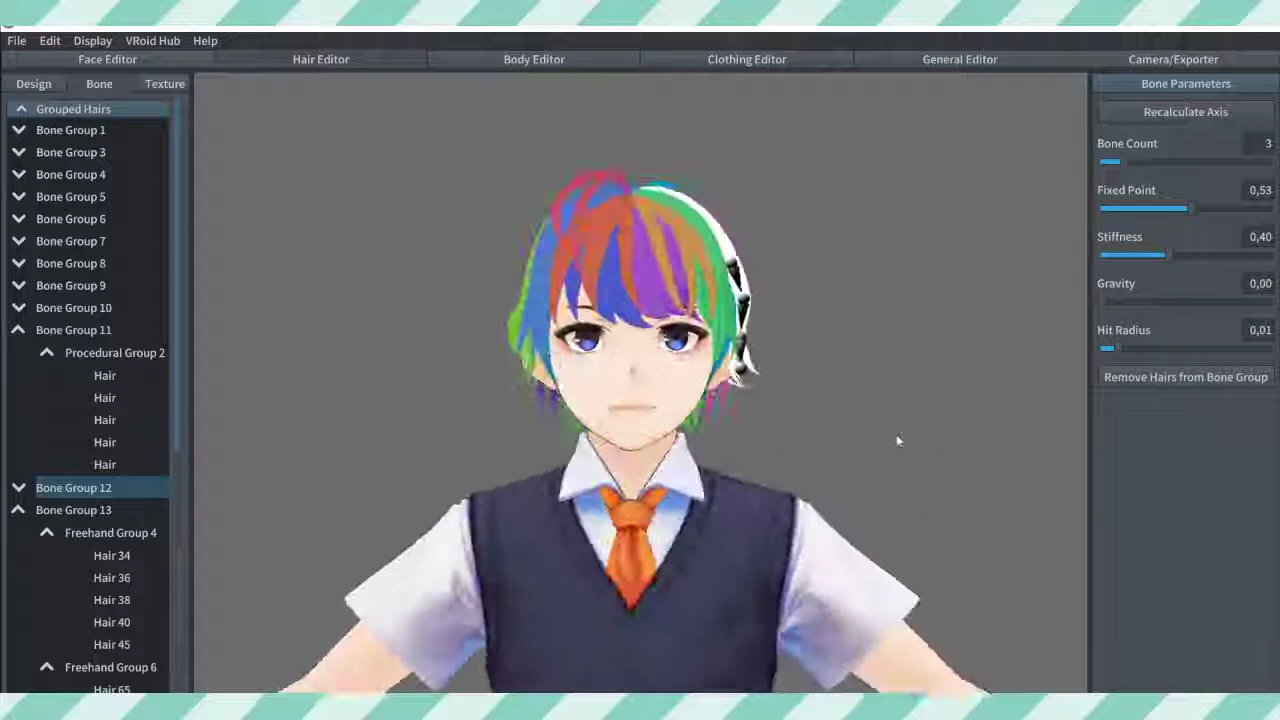 File Edit Display VRoid Hub Help
Face Editor Hair Editor Body Editor Clothing Editor General Editor Camera/Exporter
Design Bone Texture
Grouped Hairs
Bone Group 1
Bone Group 3
Bone Group 4
Bone Group 5
Bone Group 6
Bone Group 7
Bone Group 8
Bone Group 9
Bone Group 10
Bone Group 11
Procedural Group 2
Hair
Hair
Hair
Hair
Hair
Bone Group 12
Bone Group 13
Freehand Group 4
Hair 34
Hair 36
Hair 38
Hair 40
Hair 45
Freehand Group 6
Hair 65
Bone Parameters
Recalculate Axis
Bone Count 3
Fixed Point 0,53
Stiffness 0,40
Gravity 0,00
Hit Radius 0,01
Remove Hairs from Bone Group